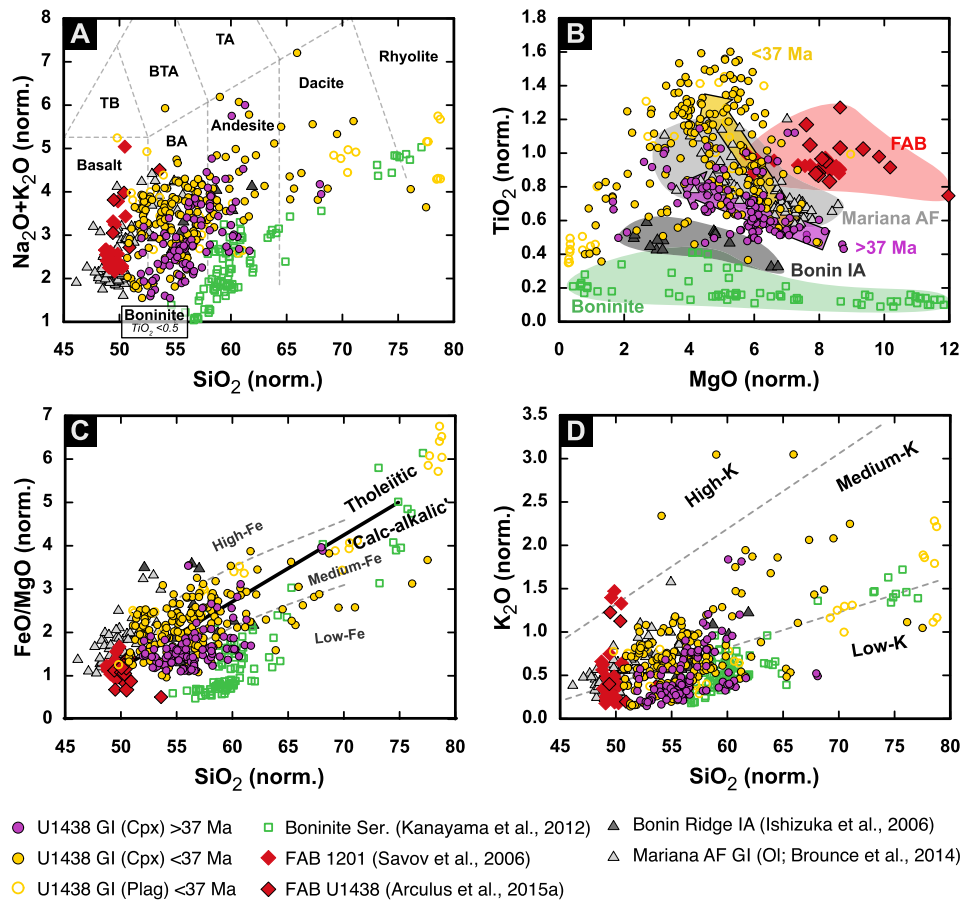 A
TA
Rhyolite
BTA
Dacite
TB
Andesite
BA
Basalt
Boninite
TiO2 <0.5
8
7
6
5
4
3
2
1
Na2O+K2O (norm.)
45 50 55 60 65 70 75 80
SiO2 (norm.)
B
<37 Ma
FAB
Mariana AF
>37 Ma
Bonin IA
Boninite
1.8
1.6
1.4
1.2
1.0
0.8
0.6
0.4
0.2
0.0
TiO2 (norm.)
0 2 4 6 8 10 12
MgO (norm.)
C
Tholeiitic
High-Fe
'Calc-alkalic'
Medium-Fe
Low-Fe
7
6
5
4
3
2
1
0
FeO/MgO (norm.)
45 50 55 60 65 70 75 80
SiO2 (norm.)
D
High-K
Medium-K
Low-K
3.5
3.0
2.5
2.0
1.5
1.0
0.5
0.0
K2O (norm.)
45 50 55 60 65 70 75 80
SiO2 (norm.)
U1438 GI (Cpx) >37 Ma
U1438 GI (Cpx) <37 Ma
U1438 GI (Plag) <37 Ma
Boninite Ser. (Kanayama et al., 2012)
FAB 1201 (Savov et al., 2006)
FAB U1438 (Arculus et al., 2015a)
Bonin Ridge IA (Ishizuka et al., 2006)
Mariana AF GI (Ol; Brounce et al., 2014)